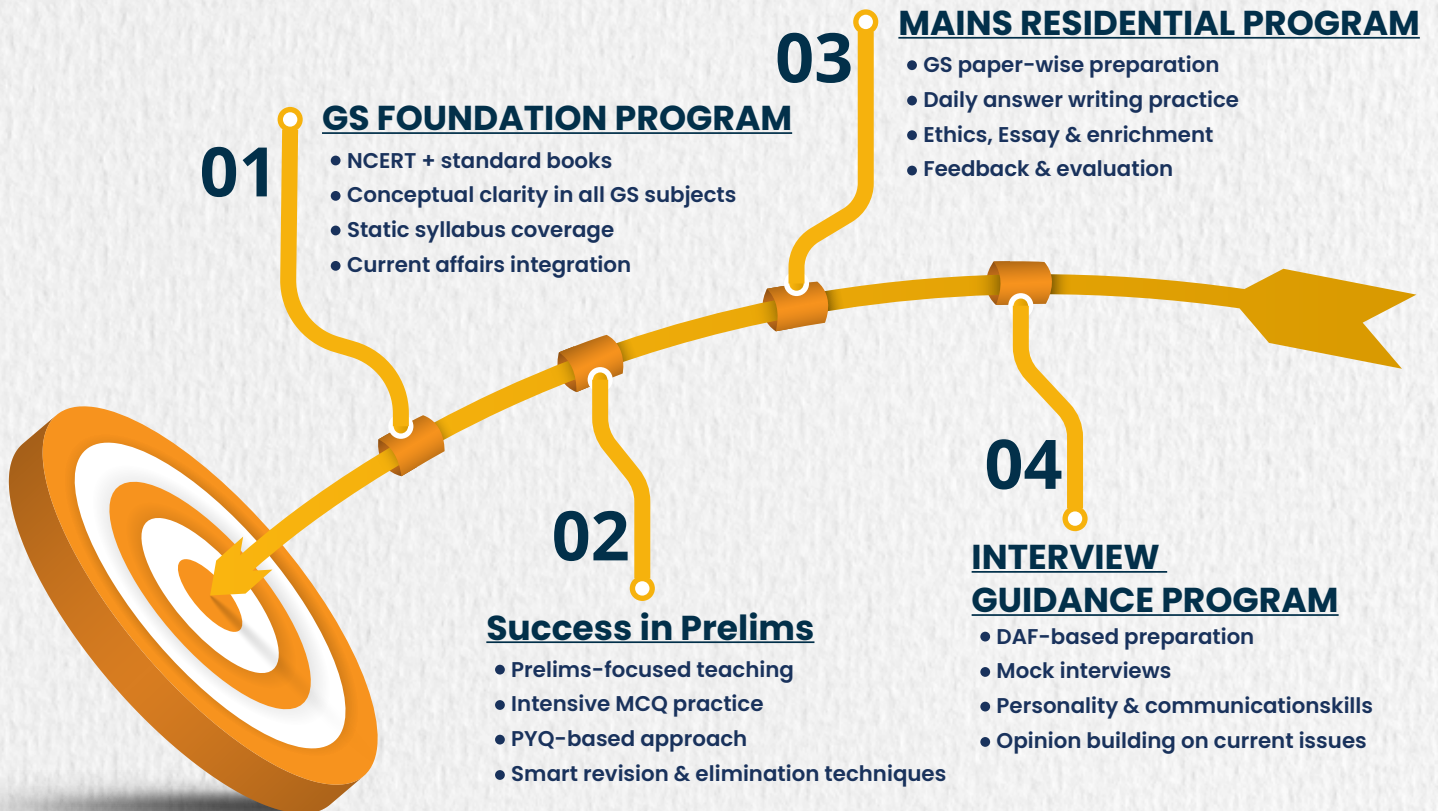 01
GS FOUNDATION PROGRAM
• NCERT + standard books
• Conceptual clarity in all GS subjects
• Static syllabus coverage
• Current affairs integration
02
Success in Prelims
• Prelims-focused teaching
• Intensive MCQ practice
• PYQ-based approach
• Smart revision & elimination techniques
03
MAINS RESIDENTIAL PROGRAM
• GS paper-wise preparation
• Daily answer writing practice
• Ethics, Essay & enrichment
• Feedback & evaluation
04
INTERVIEW
GUIDANCE PROGRAM
• DAF-based preparation
• Mock interviews
• Personality & communicationskills
• Opinion building on current issues